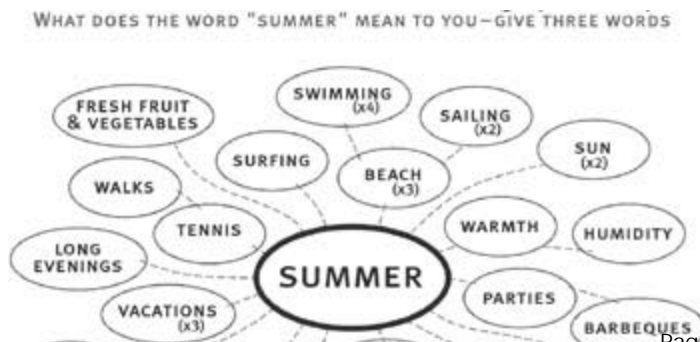 WHAT DOES THE WORD "SUMMER" MEAN TO YOU–GIVE THREE WORDS
SWIMMING
(x4)
FRESH FRUIT
& VEGETABLES
SAILING
(x2)
SUN
(x2)
SURFING
BEACH
(x3)
WALKS
TENNIS
WARMTH
HUMIDITY
LONG
EVENINGS
SUMMER
PARTIES
VACATIONS
(x3)
BARBEQUES
Pag